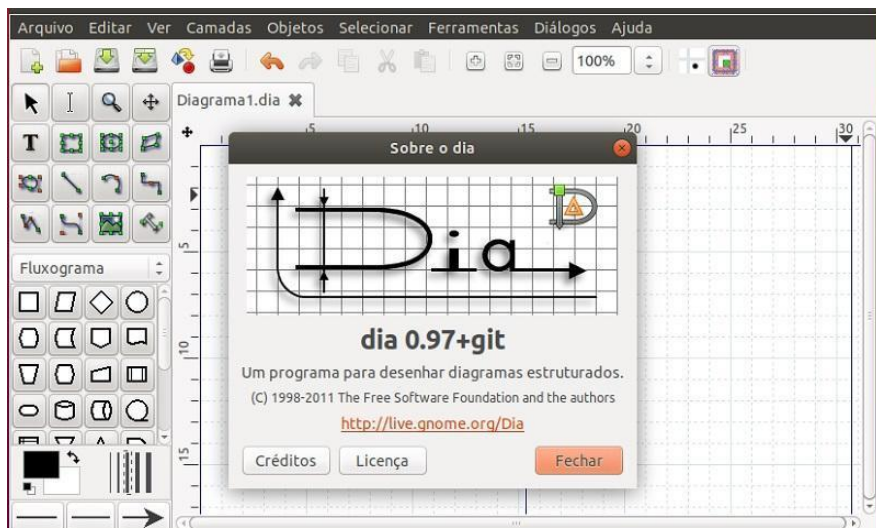 Arquivo Editar Ver Camadas Objetos Selecionar Ferramentas Diálogos Ajuda
100%
Diagrama1.dia
5 10 15 20 25 30
Sobre o dia
T
Dia
5
Fluxograma
dia 0.97+git
10
Um programa para desenhar diagramas estruturados.
(C) 1998-2011 The Free Software Foundation and the authors
http://live.gnome.org/Dia
Créditos Licença Fechar
15